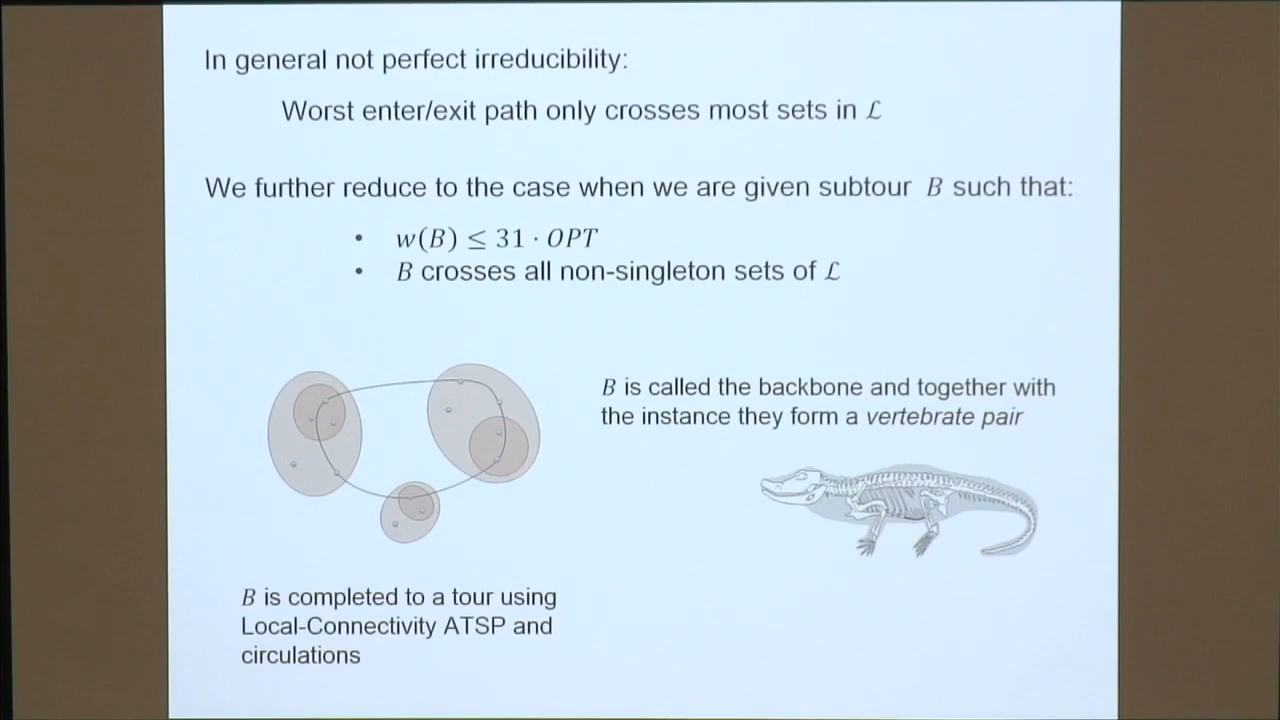 In general not perfect irreducibility:
Worst enter/exit path only crosses most sets in ℒ
We further reduce to the case when we are given subtour B such that:
• w(B) ≤ 31 · OPT
• B crosses all non-singleton sets of ℒ
B is called the backbone and together with
the instance they form a vertebrate pair
B is completed to a tour using
Local-Connectivity ATSP and
circulations